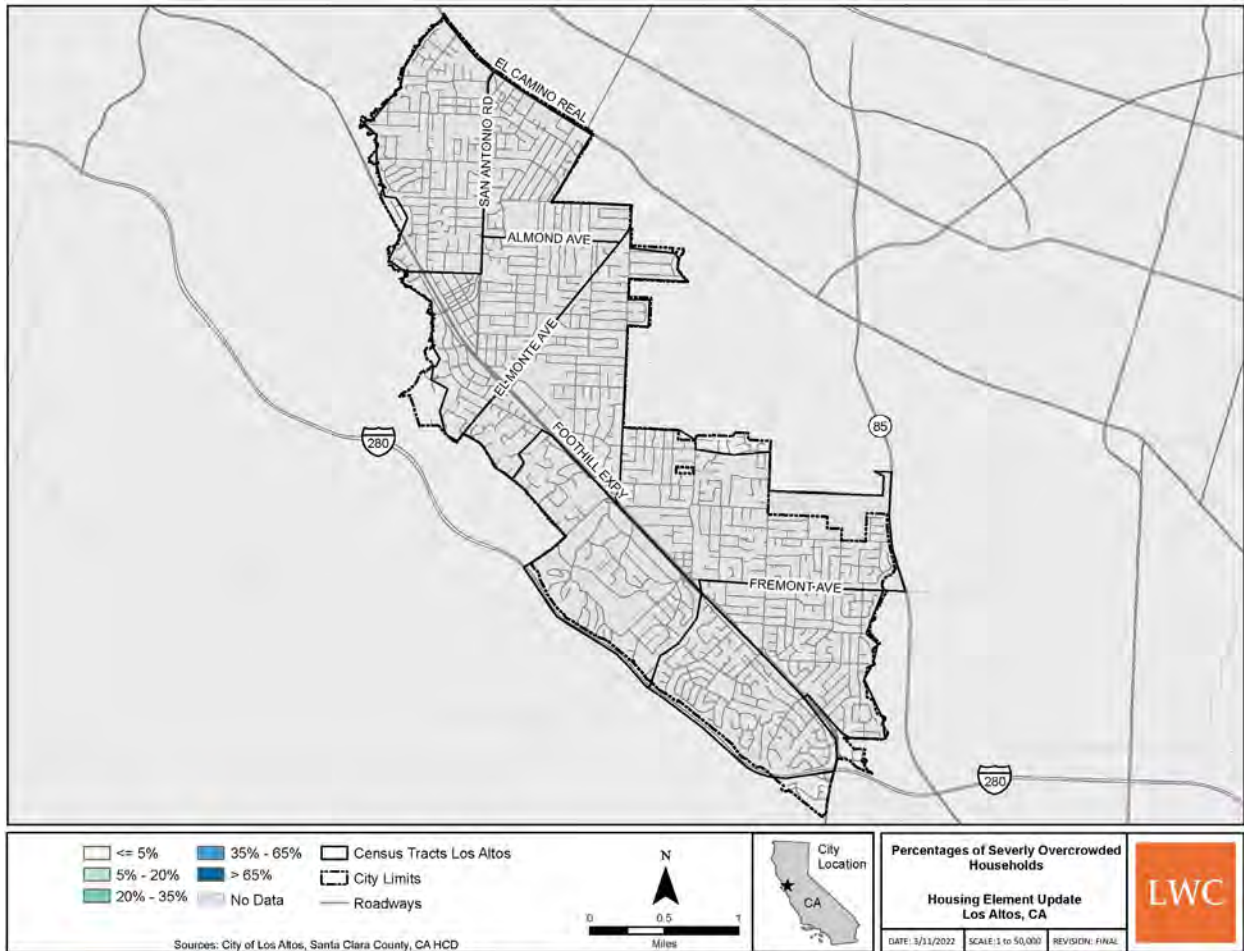 EL CAMINO REAL
SAN ANTONIO RD
ALMOND AVE
EL MONTE AVE
FOOTHILL EXPY
280
85
FREMONT AVE
280
<= 5%
5% - 20%
20% - 35%
35% - 65%
> 65%
No Data
Census Tracts Los Altos
City Limits
Roadways
Sources: City of Los Altos, Santa Clara County, CA HCD
N
0 0.5 1
Miles
City
Location
CA
Percentages of Severly Overcrowded
Households
Housing Element Update
Los Altos, CA
DATE: 3/11/2022 SCALE: 1 to 50,000 REVISION: FINAL
LWC